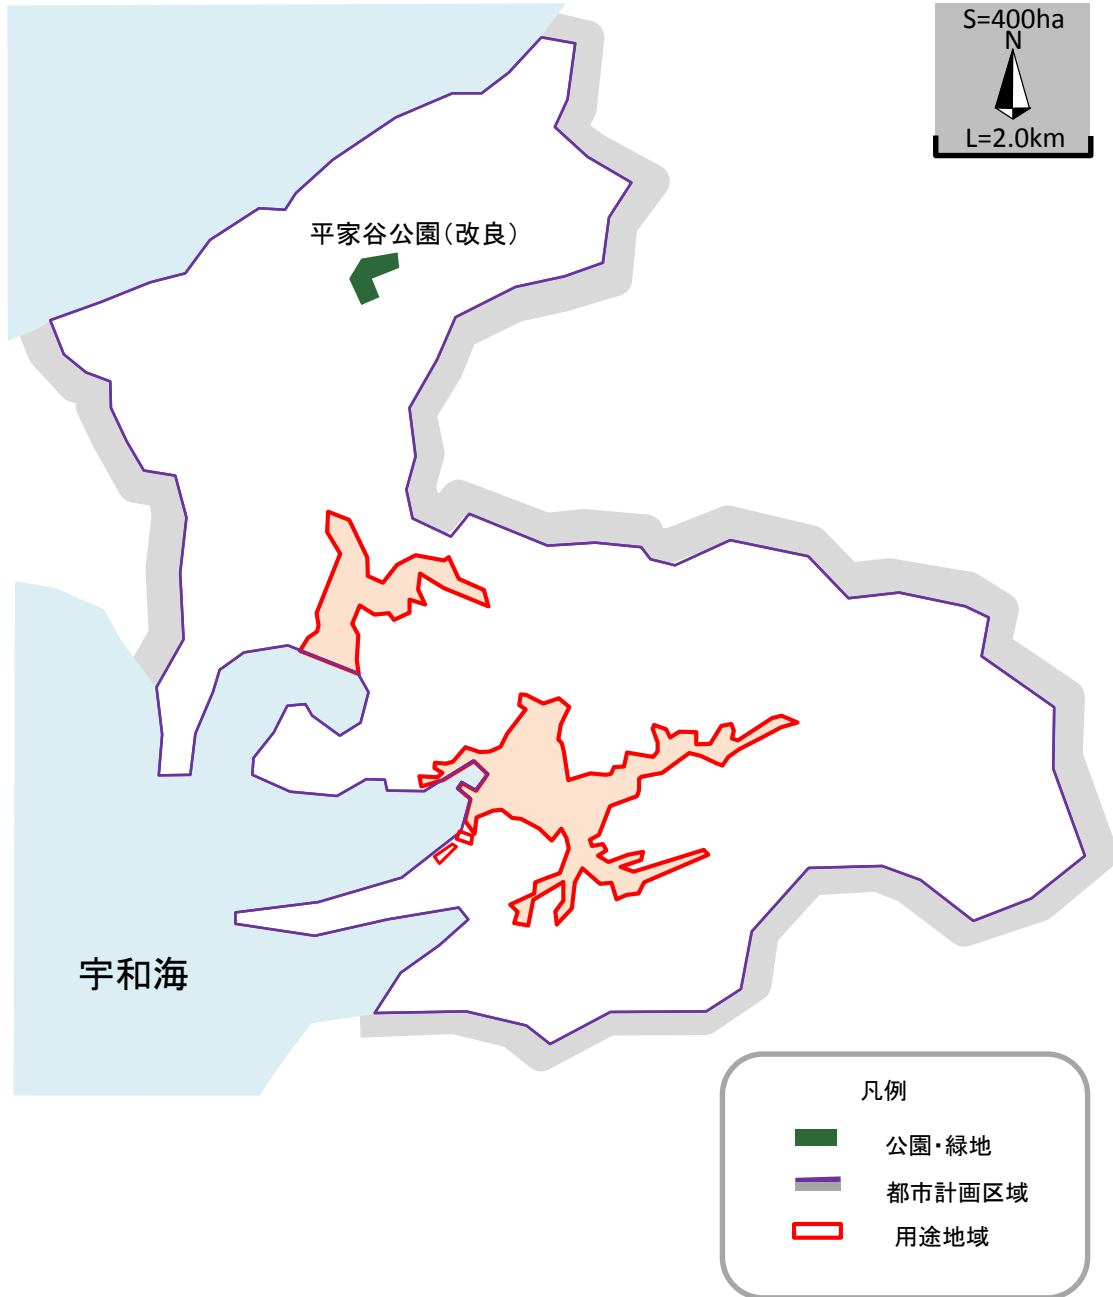 S=400ha
N
L=2.0km
平家谷公園(改良)
宇和海
凡例
公園・緑地
都市計画区域
用途地域